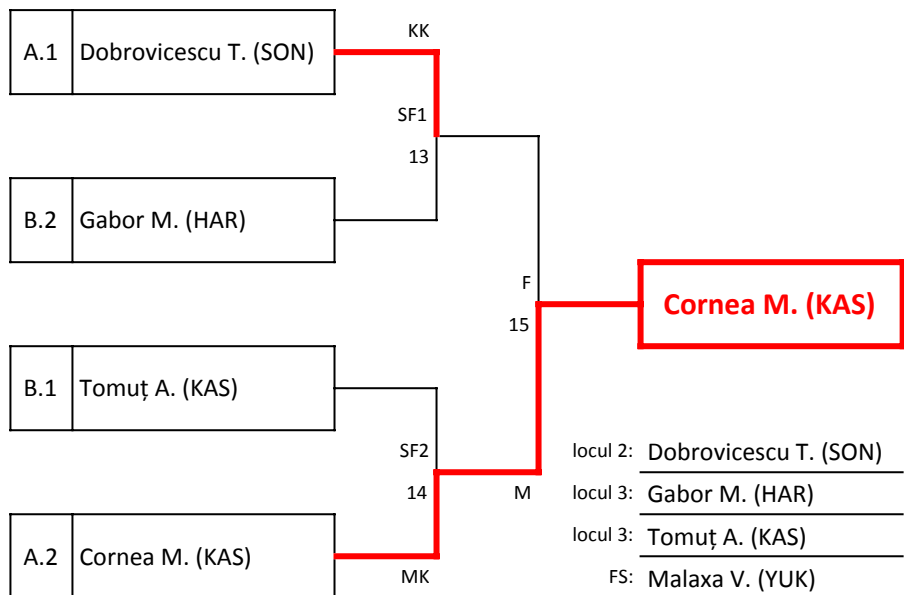 KK
A.1 Dobrovicescu T. (SON)
SF1
13
B.2 Gabor M. (HAR)
F
Cornea M. (KAS)
15
B.1 Tomuț A. (KAS)
SF2
locul 2: Dobrovicescu T. (SON)
14
M
locul 3: Gabor M. (HAR)
locul 3: Tomuț A. (KAS)
A.2 Cornea M. (KAS)
MK
FS: Malaxa V. (YUK)